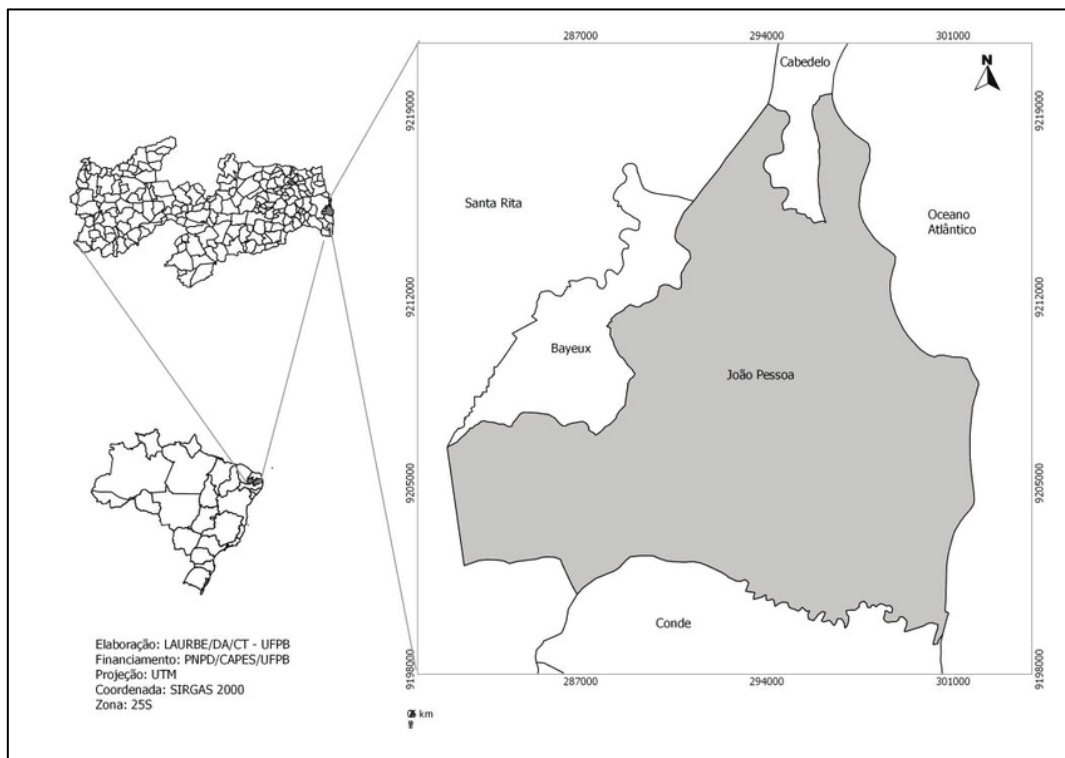 287000
294000
301000
Cabedelo
N
9219000
9219000
Santa Rita
Oceano
Atlântico
9212000
9212000
Bayeux
João Pessoa
9205000
9205000
Conde
9198000
9198000
287000
294000
301000
Elaboração: LAURBE/DA/CT - UFPB
Financiamento: PNPD/CAPES/UFPB
Projeção: UTM
Coordenada: SIRGAS 2000
Zona: 25S
km